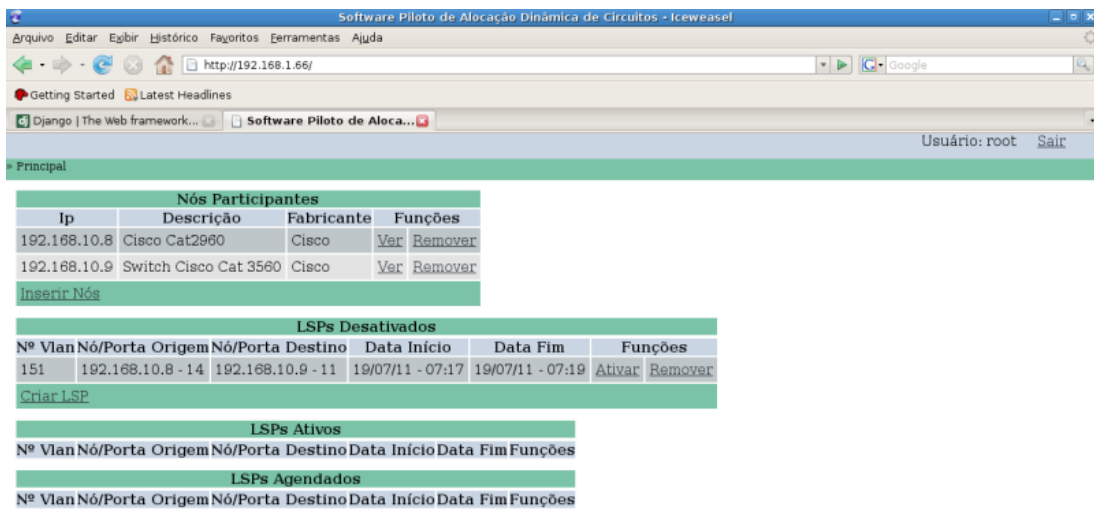 Software Piloto de Alocação Dinâmica de Circuitos - Iceweasel
Arquivo Editar Exibir Histórico Favoritos Ferramentas Ajuda
http://192.168.1.66/
Google
Getting Started Latest Headlines
Django | The Web framework... Software Piloto de Aloca...
Usuário: root Sair
» Principal
Nós Participantes
Ip Descrição Fabricante Funções
192.168.10.8 Cisco Cat2960 Cisco Ver Remover
192.168.10.9 Switch Cisco Cat 3560 Cisco Ver Remover
Inserir Nós
LSPs Desativados
Nº Vlan Nó/Porta Origem Nó/Porta Destino Data Início Data Fim Funções
151 192.168.10.8 - 14 192.168.10.9 - 11 19/07/11 - 07:17 19/07/11 - 07:19 Ativar Remover
Criar LSP
LSPs Ativos
Nº Vlan Nó/Porta Origem Nó/Porta Destino Data Início Data Fim Funções
LSPs Agendados
Nº Vlan Nó/Porta Origem Nó/Porta Destino Data Início Data Fim Funções